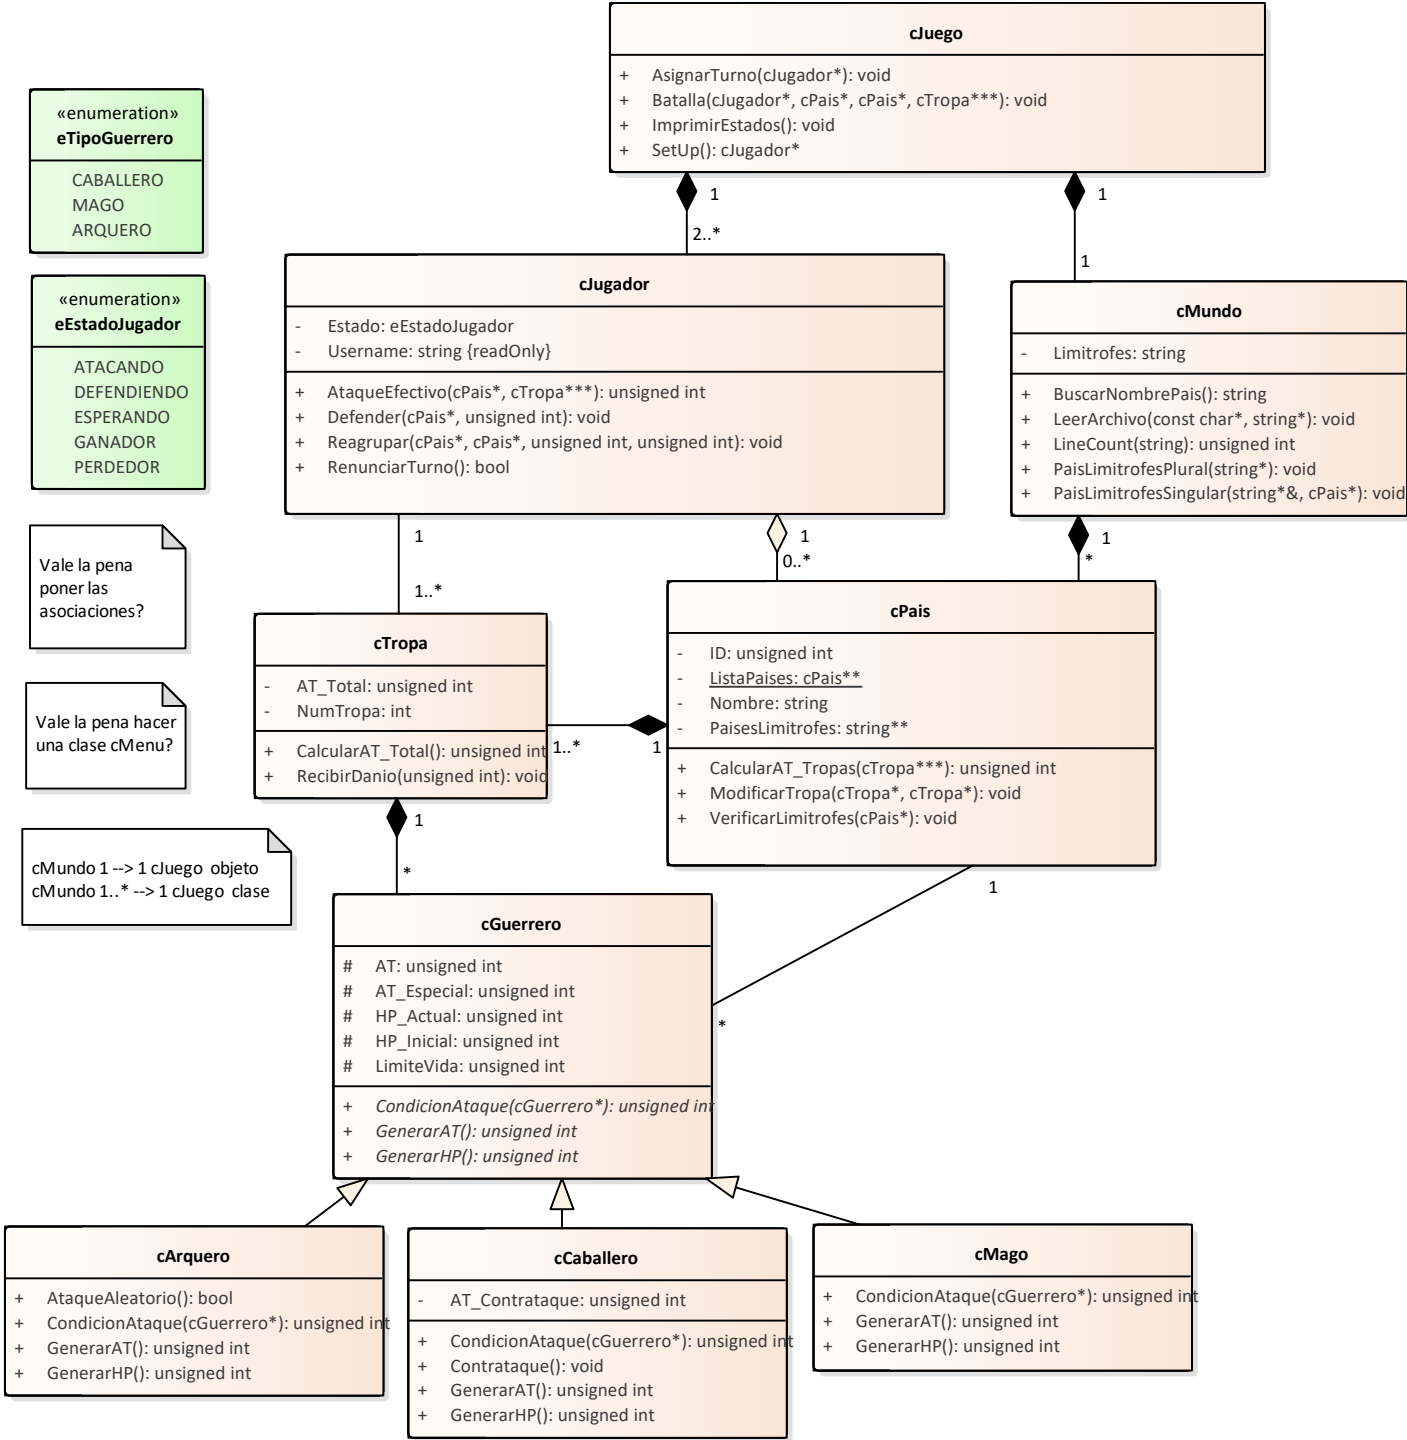 cJuego
+ AsignarTurno(cJugador*): void
+ Batalla(cJugador*, cPais*, cPais*, cTropa***): void
+ ImprimirEstados(): void
+ SetUp(): cJugador*
«enumeration»
eTipoGuerrero
CABALLERO
MAGO
ARQUERO
1
1
2..*
1
«enumeration»
eEstadoJugador
ATACANDO
DEFENDIENDO
ESPERANDO
GANADOR
PERDEDOR
cJugador
- Estado: eEstadoJugador
- Username: string {readOnly}
+ AtaqueEfectivo(cPais*, cTropa***): unsigned int
+ Defender(cPais*, unsigned int): void
+ Reagrupar(cPais*, cPais*, unsigned int, unsigned int): void
+ RenunciarTurno(): bool
cMundo
- Limitrofes: string
+ BuscarNombrePais(): string
+ LeerArchivo(const char*, string*): void
+ LineCount(string): unsigned int
+ PaisLimitrofesPlural(string*): void
+ PaisLimitrofesSingular(string*&, cPais*): void
Vale la pena
poner las
asociaciones?
1
1..*
1
0..*
1
*
cTropa
- AT_Total: unsigned int
- NumTropa: int
+ CalcularAT_Total(): unsigned int
+ RecibirDanio(unsigned int): void
1..*
1
cPais
- ID: unsigned int
- ListaPaises: cPais**
- Nombre: string
- PaisesLimitrofes: string**
+ CalcularAT_Tropas(cTropa***): unsigned int
+ ModificarTropa(cTropa*, cTropa*): void
+ VerificarLimitrofes(cPais*): void
Vale la pena hacer
una clase cMenu?
cMundo 1 --> 1 cJuego objeto
cMundo 1..* --> 1 cJuego clase
1
*
1
*
cGuerrero
# AT: unsigned int
# AT_Especial: unsigned int
# HP_Actual: unsigned int
# HP_Inicial: unsigned int
# LimiteVida: unsigned int
+ CondicionAtaque(cGuerrero*): unsigned int
+ GenerarAT(): unsigned int
+ GenerarHP(): unsigned int
cArquero
+ AtaqueAleatorio(): bool
+ CondicionAtaque(cGuerrero*): unsigned int
+ GenerarAT(): unsigned int
+ GenerarHP(): unsigned int
cCaballero
- AT_Contrataque: unsigned int
+ CondicionAtaque(cGuerrero*): unsigned int
+ Contrataque(): void
+ GenerarAT(): unsigned int
+ GenerarHP(): unsigned int
cMago
+ CondicionAtaque(cGuerrero*): unsigned int
+ GenerarAT(): unsigned int
+ GenerarHP(): unsigned int